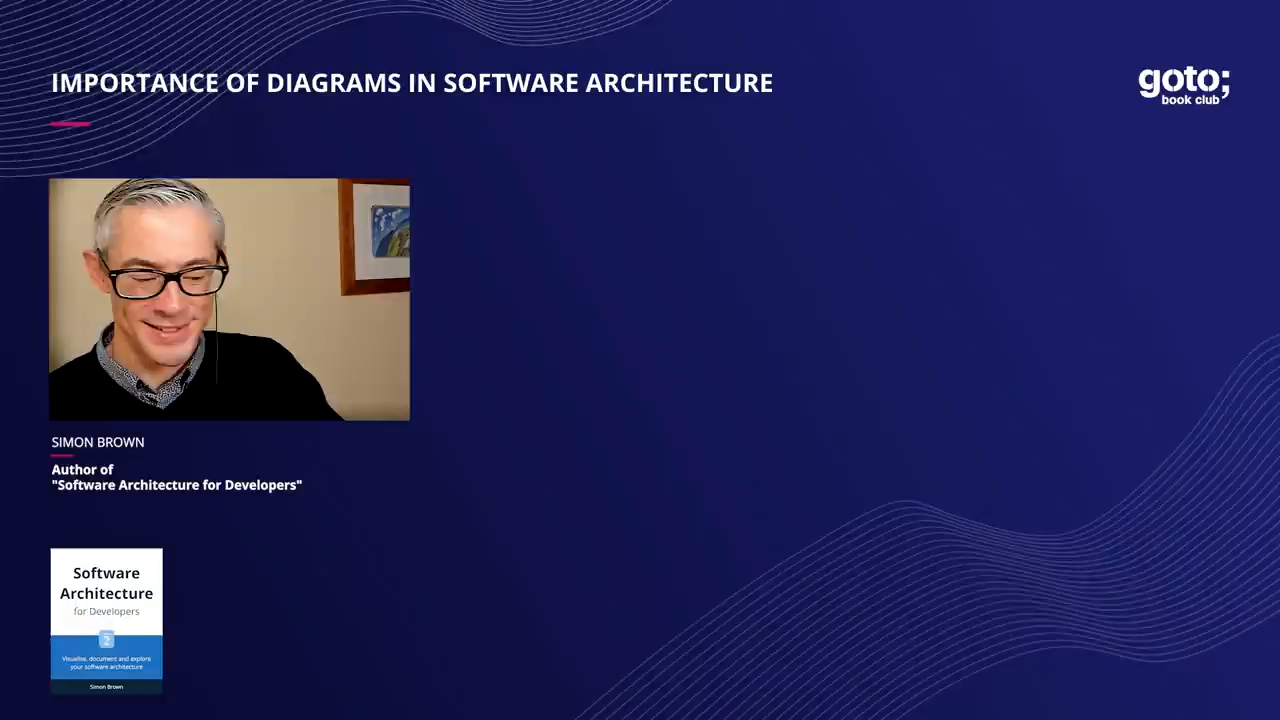 IMPORTANCE OF DIAGRAMS IN SOFTWARE ARCHITECTURE
goto;
book club
SIMON BROWN
Author of
"Software Architecture for Developers"
Software
Architecture
for Developers
2
Visualise, document and explore
your software architecture
Simon Brown